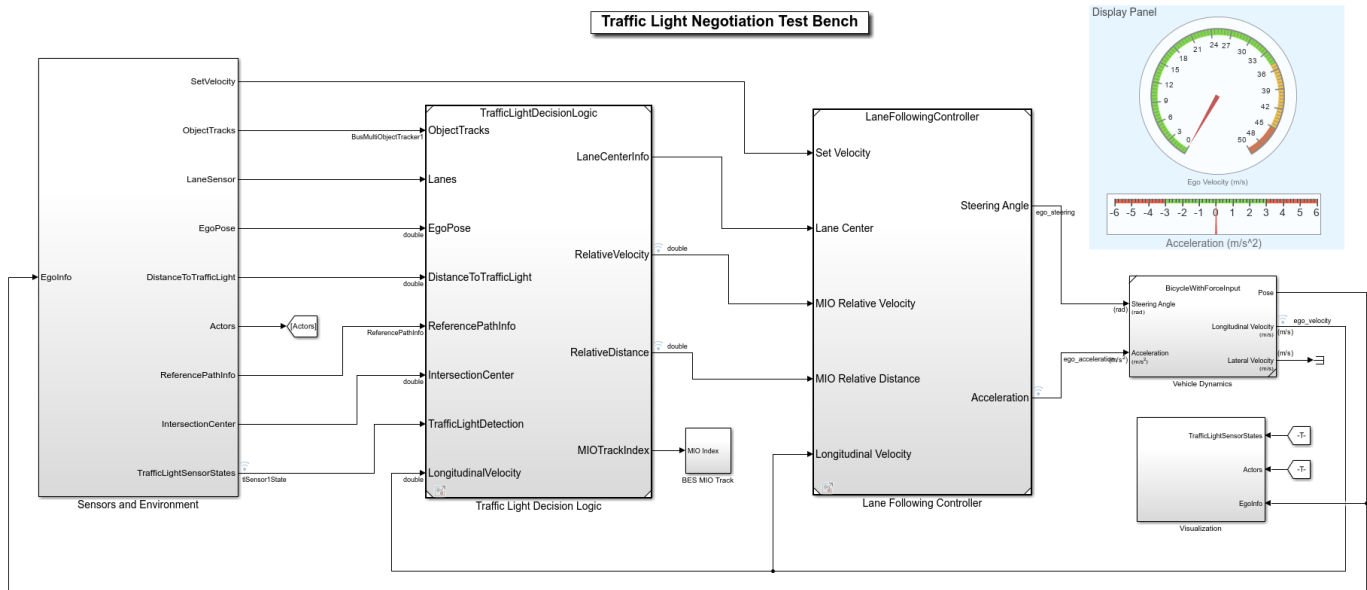 Traffic Light Negotiation Test Bench
Display Panel
0 3 6 9 12 15 18 21 24 27 30 33 36 39 42 45 48 50
Ego Velocity (m/s)
-6 -5 -4 -3 -2 -1 0 1 2 3 4 5 6
Acceleration (m/s^2)
EgoInfo
SetVelocity
ObjectTracks
LaneSensor
EgoPose
DistanceToTrafficLight
Actors
ReferencePathInfo
IntersectionCenter
TrafficLightSensorStates
Sensors and Environment
[Actors]
BusMultiObjectTracker1
double
double
ReferencePathInfo
double
tlSensor1State
double
TrafficLightDecisionLogic
ObjectTracks
Lanes
EgoPose
DistanceToTrafficLight
ReferencePathInfo
IntersectionCenter
TrafficLightDetection
LongitudinalVelocity
LaneCenterInfo
RelativeVelocity
RelativeDistance
MIOTrackIndex
Traffic Light Decision Logic
double
double
MIO Index
BES MIO Track
LaneFollowingController
Set Velocity
Lane Center
MIO Relative Velocity
MIO Relative Distance
Longitudinal Velocity
Steering Angle
Acceleration
Lane Following Controller
ego_steering
ego_acceleration
(rad)
(m/s²)
BicycleWithForceInput
Steering Angle
(rad)
Acceleration
(m/s²)
Pose
Longitudinal Velocity
(m/s)
Lateral Velocity
(m/s)
Vehicle Dynamics
ego_velocity
(m/s)
(m/s)
TrafficLightSensorStates
Actors
EgoInfo
-T-
-T-
Visualization